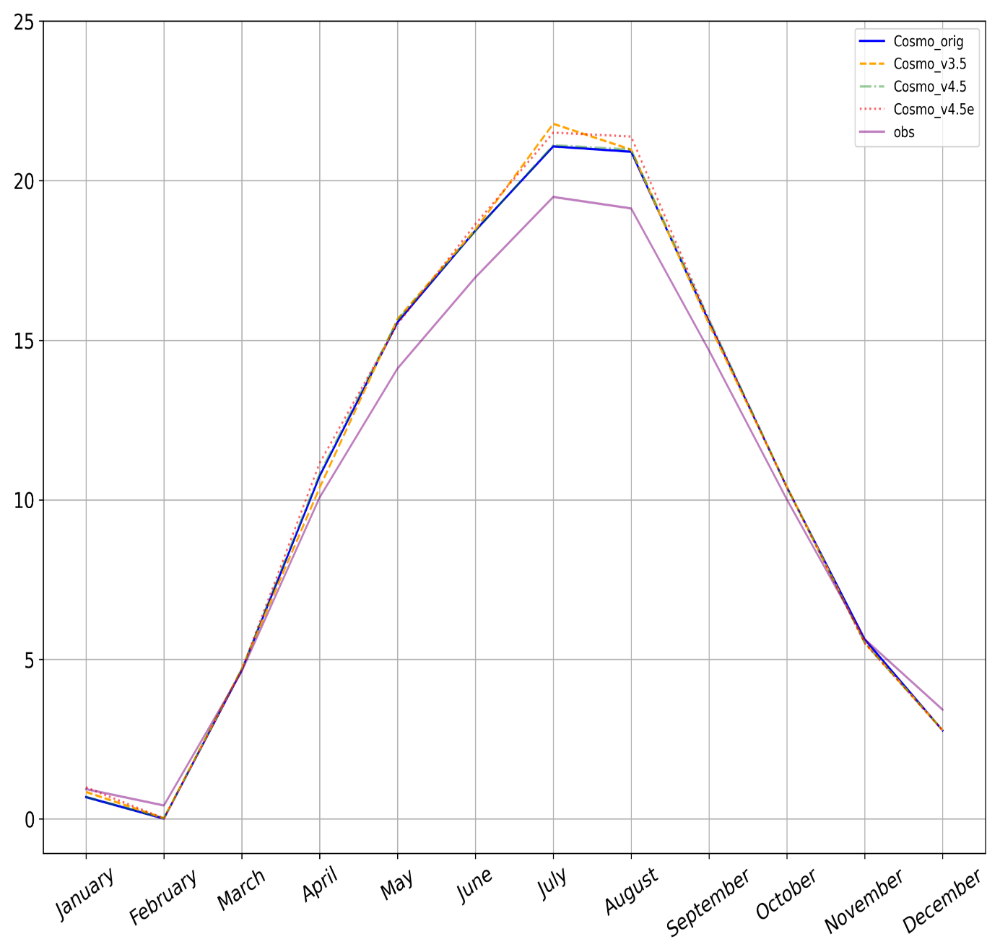 25
20
15
10
5
0
Cosmo_orig
Cosmo_v3.5
Cosmo_v4.5
Cosmo_v4.5e
obs
January
February
March
April
May
June
July
August
September
October
November
December